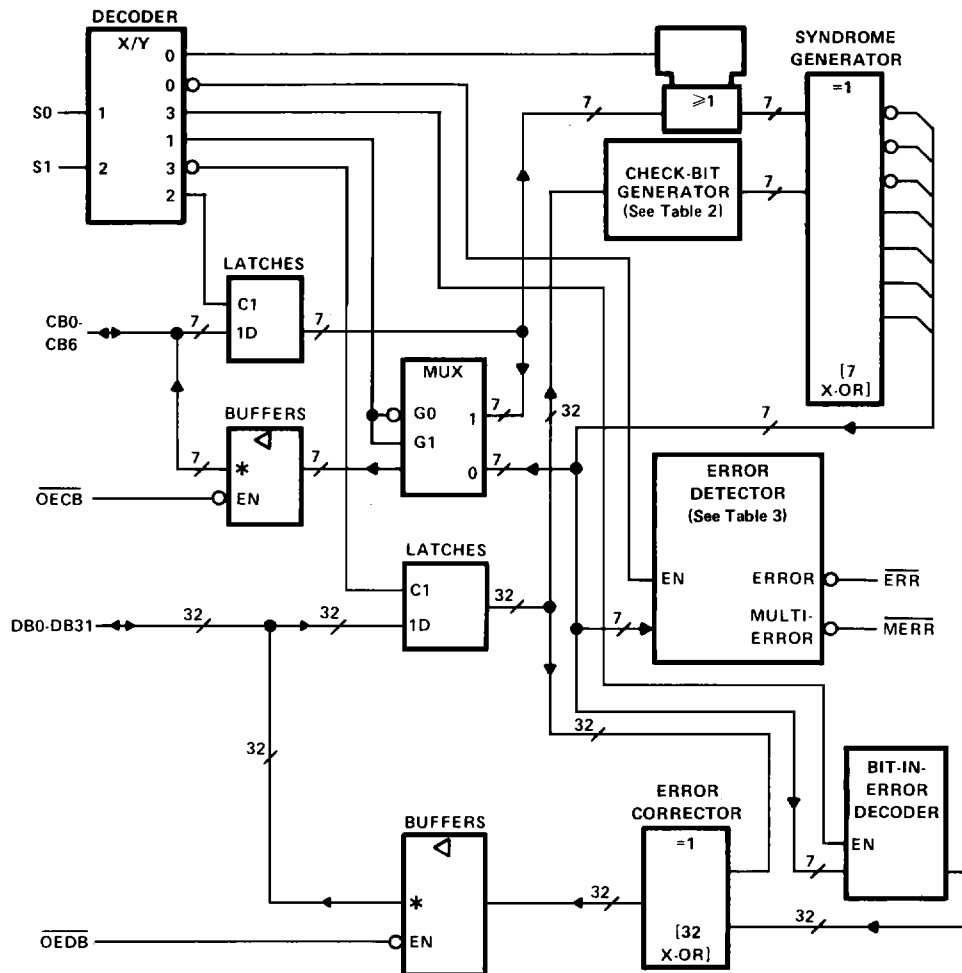 DECODER
X/Y
0
0
3
1
3
2
S0
1
S1
2
≥1
7
7
SYNDROME
GENERATOR
=1
[7
X-OR]
CHECK-BIT
GENERATOR
(See Table 2)
7
LATCHES
C1
1D
CB0-
CB6
7
7
MUX
G0
G1
1
0
7
7
32
7
BUFFERS
*
EN
7
7
OECB
ERROR
DETECTOR
(See Table 3)
EN
ERROR
MULTI-
ERROR
ERR
MERR
7
LATCHES
C1
1D
DB0-DB31
32
32
32
32
32
BIT-IN-
ERROR
DECODER
EN
7
ERROR
CORRECTOR
=1
[32
X-OR]
32
32
BUFFERS
*
EN
OEDB